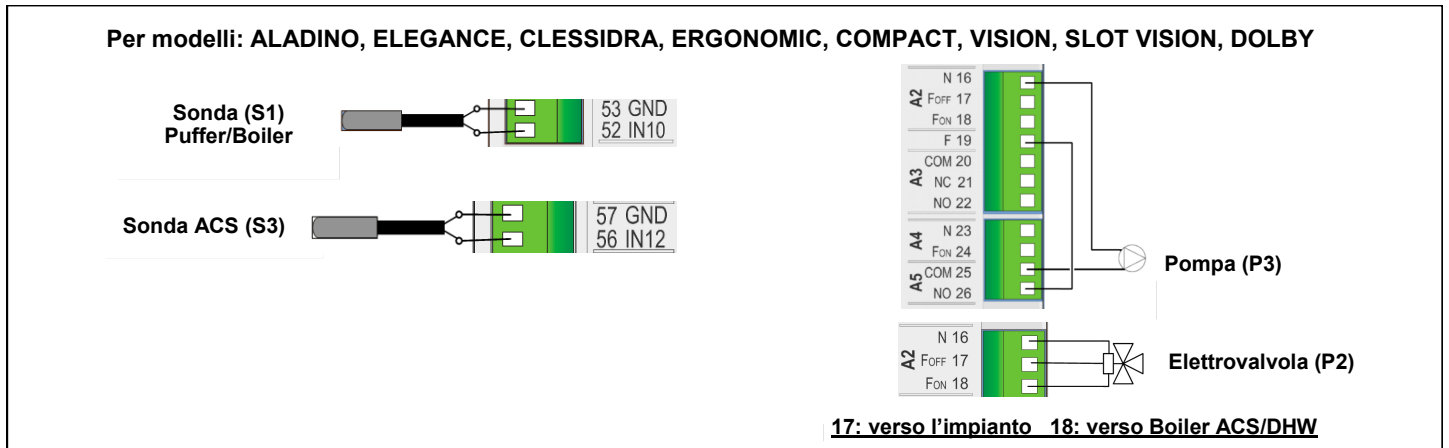 Per modelli: ALADINO, ELEGANCE, CLESSIDRA, ERGONOMIC, COMPACT, VISION, SLOT VISION, DOLBY
Sonda (S1)
Puffer/Boiler
53 GND
52 IN10
Sonda ACS (S3)
57 GND
56 IN12
A2
N 16
FOFF 17
FON 18
F 19
A3
COM 20
NC 21
NO 22
A4
N 23
FON 24
A5
COM 25
NO 26
Pompa (P3)
A2
N 16
FOFF 17
FON 18
Elettrovalvola (P2)
17: verso l’impianto 18: verso Boiler ACS/DHW